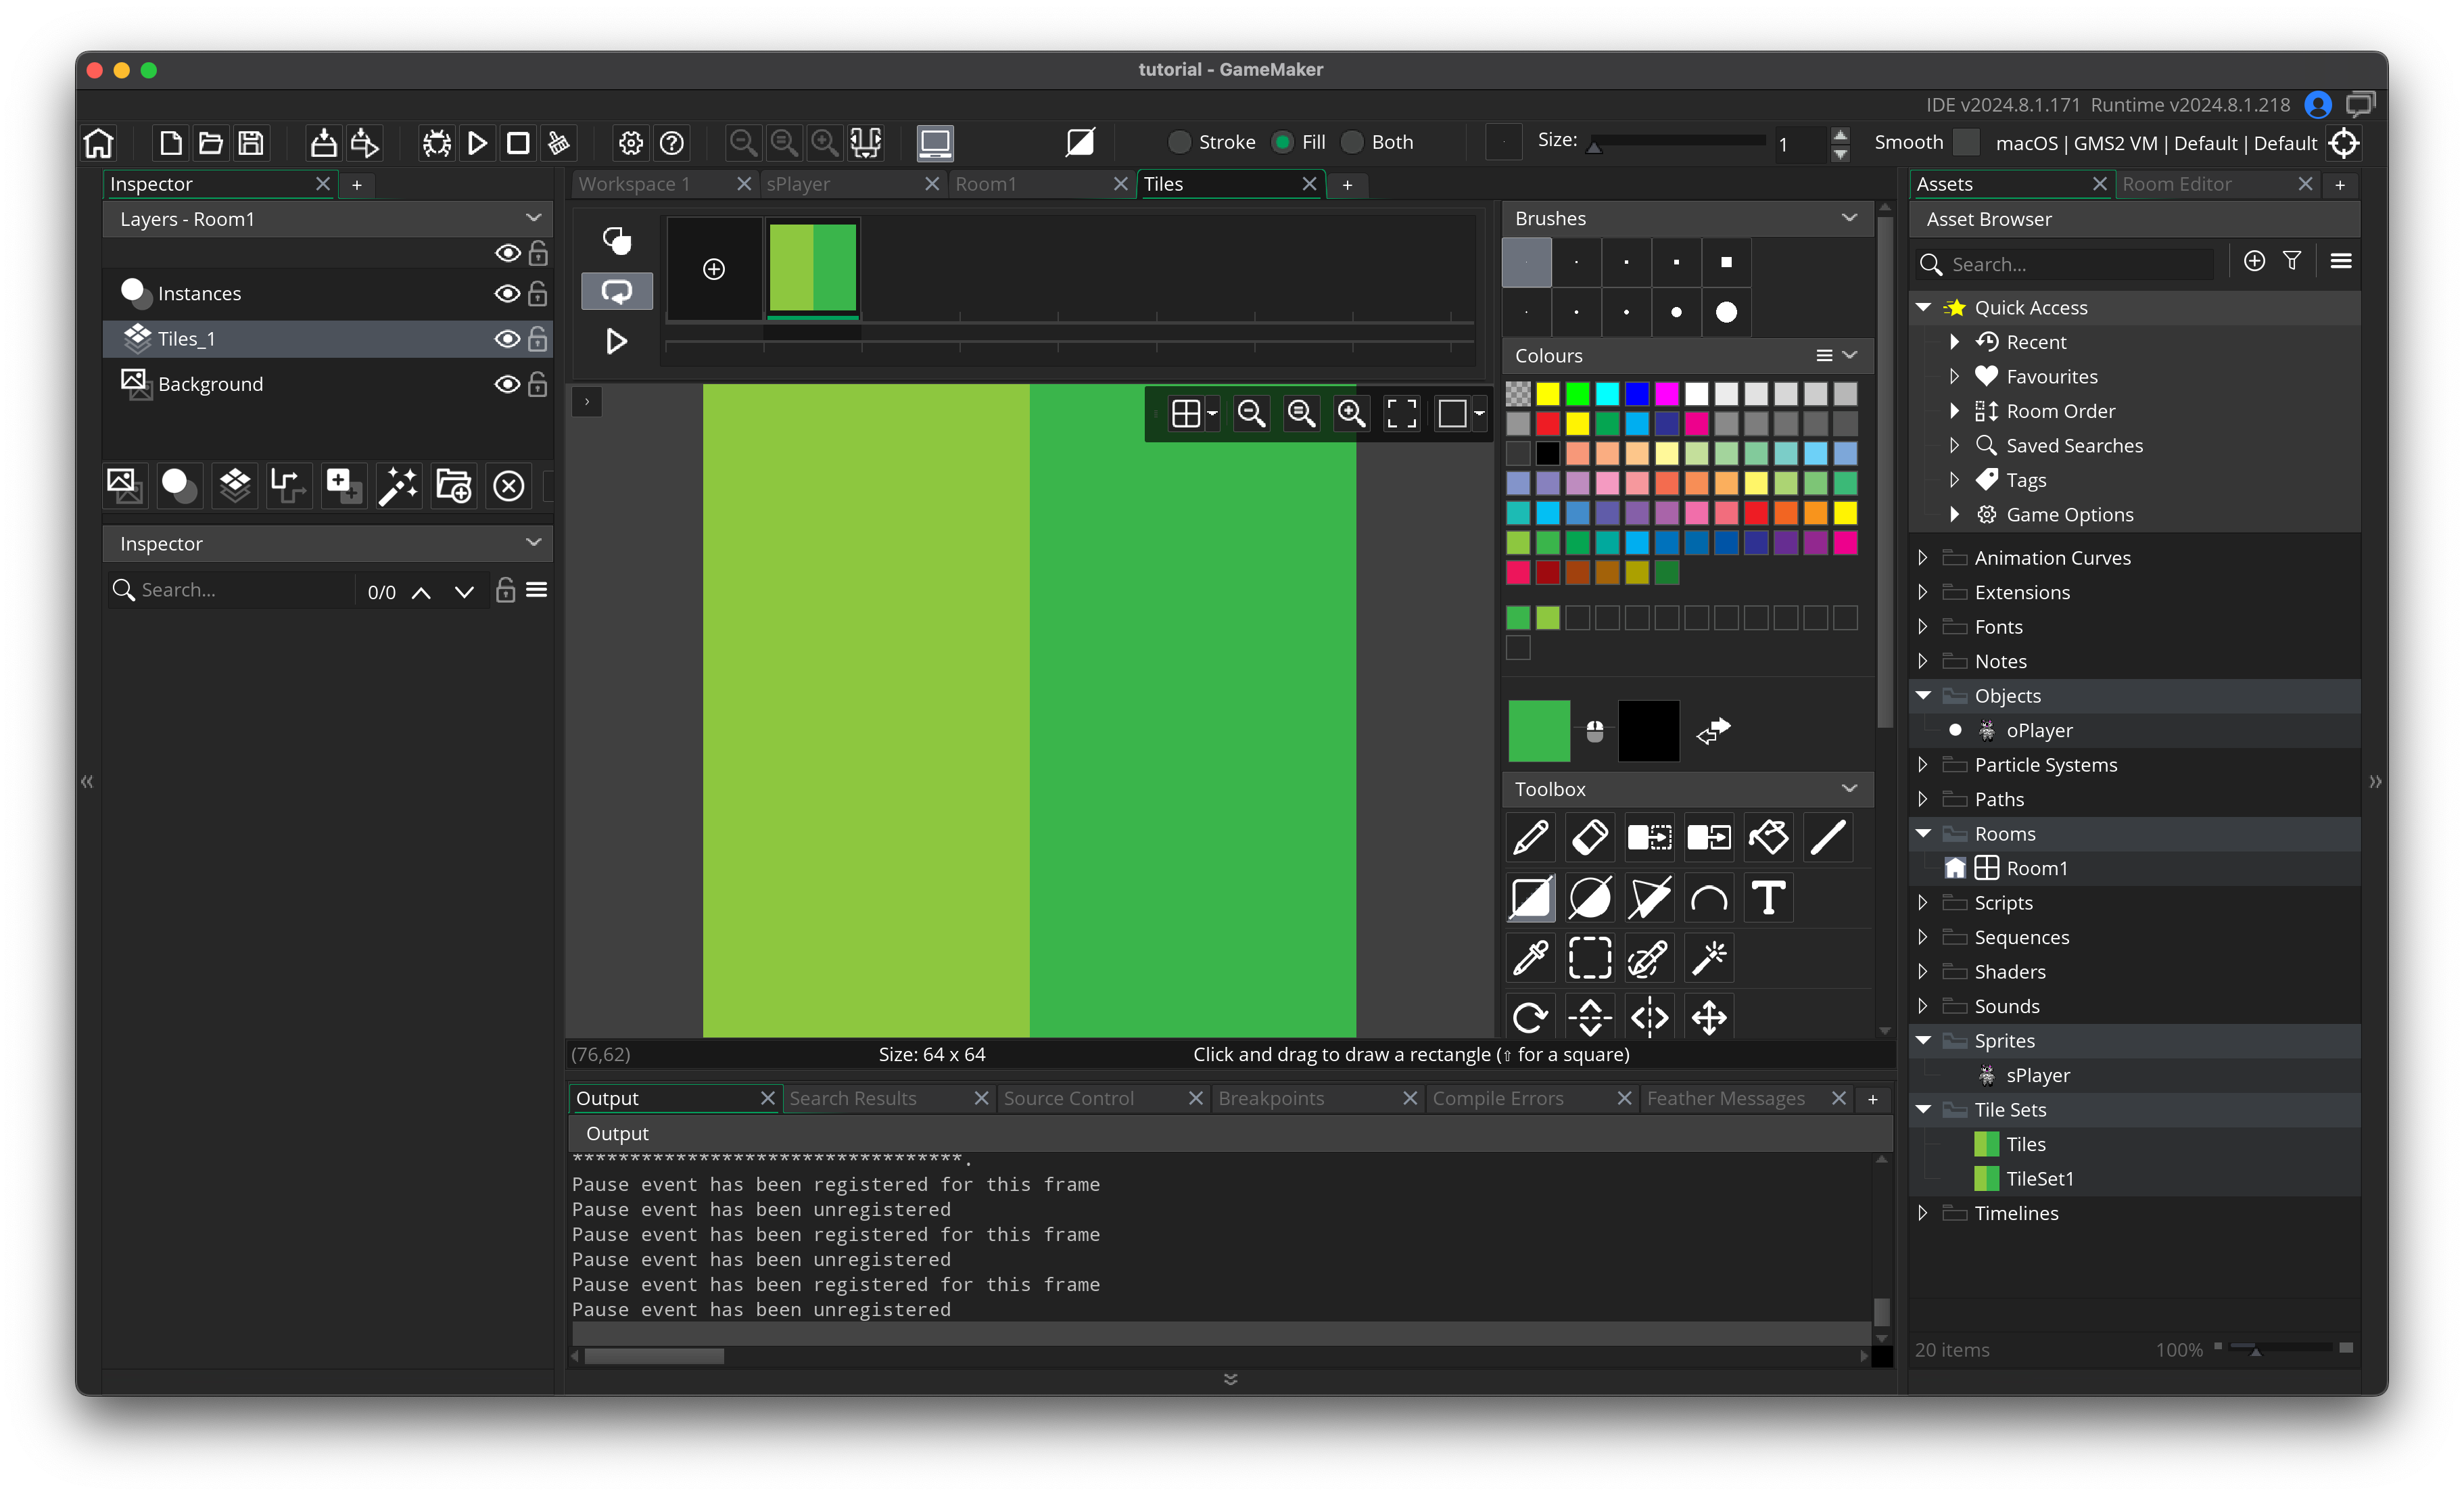 tutorial - GameMaker
IDE v2024.8.1.171 Runtime v2024.8.1.218
Stroke Fill Both Size: 1 Smooth macOS | GMS2 VM | Default | Default
Inspector
Layers - Room1
Instances
Tiles_1
Background
Inspector
Search...
0/0
Workspace 1
sPlayer
Room1
Tiles
Brushes
Colours
Toolbox
(76,62)
Size: 64 x 64
Click and drag to draw a rectangle (⇧ for a square)
Output
Search Results
Source Control
Breakpoints
Compile Errors
Feather Messages
Output
**********************************.
Pause event has been registered for this frame
Pause event has been unregistered
Pause event has been registered for this frame
Pause event has been unregistered
Pause event has been registered for this frame
Pause event has been unregistered
Assets
Room Editor
Asset Browser
Search...
Quick Access
Recent
Favourites
Room Order
Saved Searches
Tags
Game Options
Animation Curves
Extensions
Fonts
Notes
Objects
oPlayer
Particle Systems
Paths
Rooms
Room1
Scripts
Sequences
Shaders
Sounds
Sprites
sPlayer
Tile Sets
Tiles
TileSet1
Timelines
20 items
100%